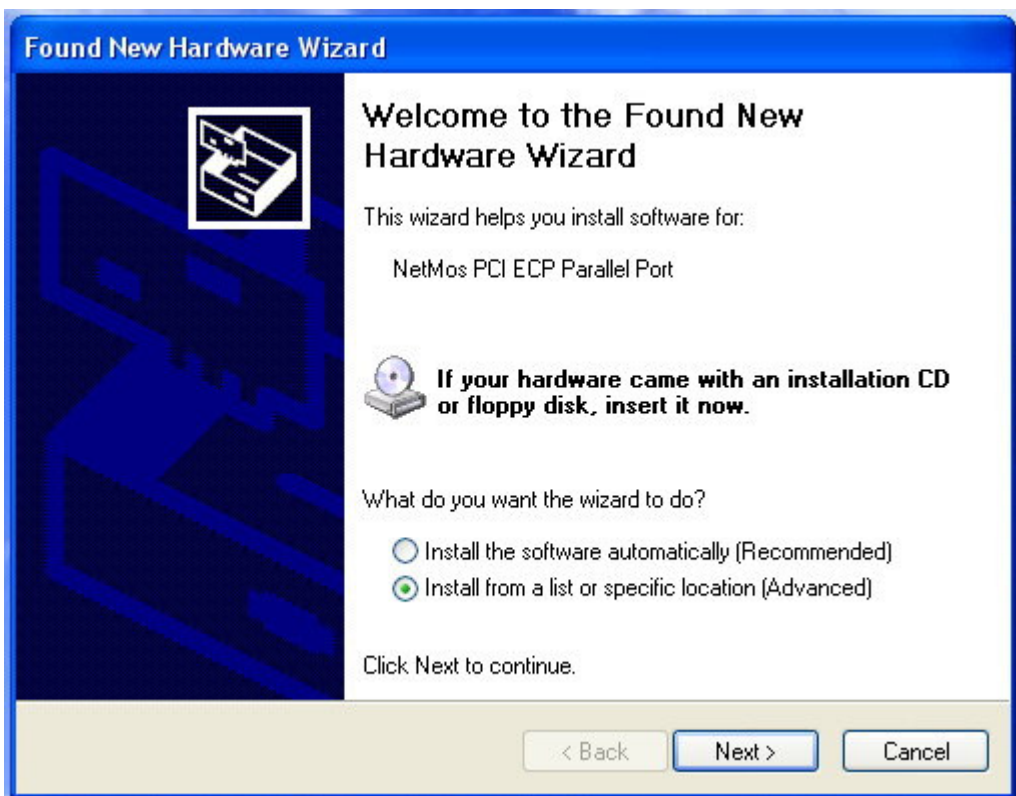 Found New Hardware Wizard
Welcome to the Found New
Hardware Wizard
This wizard helps you install software for:
NetMos PCI ECP Parallel Port
If your hardware came with an installation CD
or floppy disk, insert it now.
What do you want the wizard to do?
Install the software automatically (Recommended)
Install from a list or specific location (Advanced)
Click Next to continue.
< Back Next > Cancel